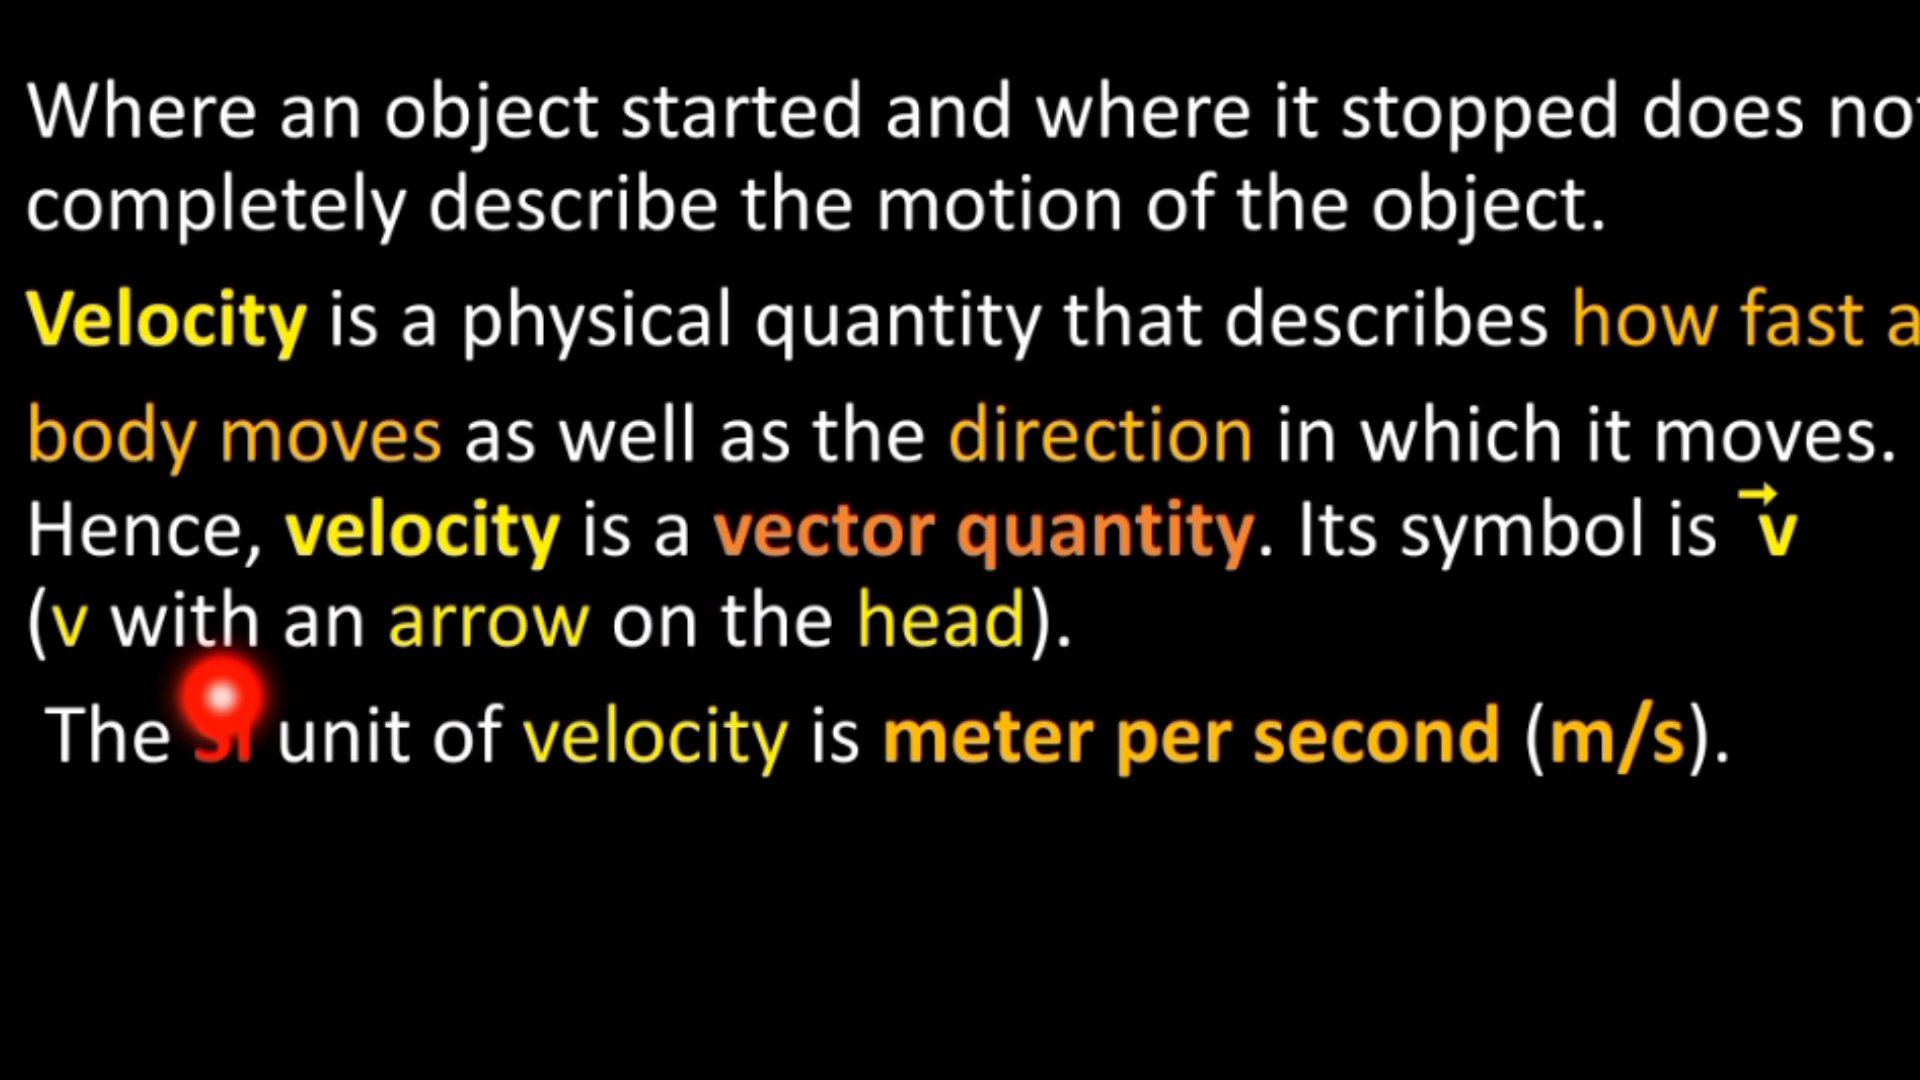 Where an object started and where it stopped does no
completely describe the motion of the object.
Velocity is a physical quantity that describes how fast a
body moves as well as the direction in which it moves.
Hence, velocity is a vector quantity. Its symbol is v⃗
(v with an arrow on the head).
The SI unit of velocity is meter per second (m/s).